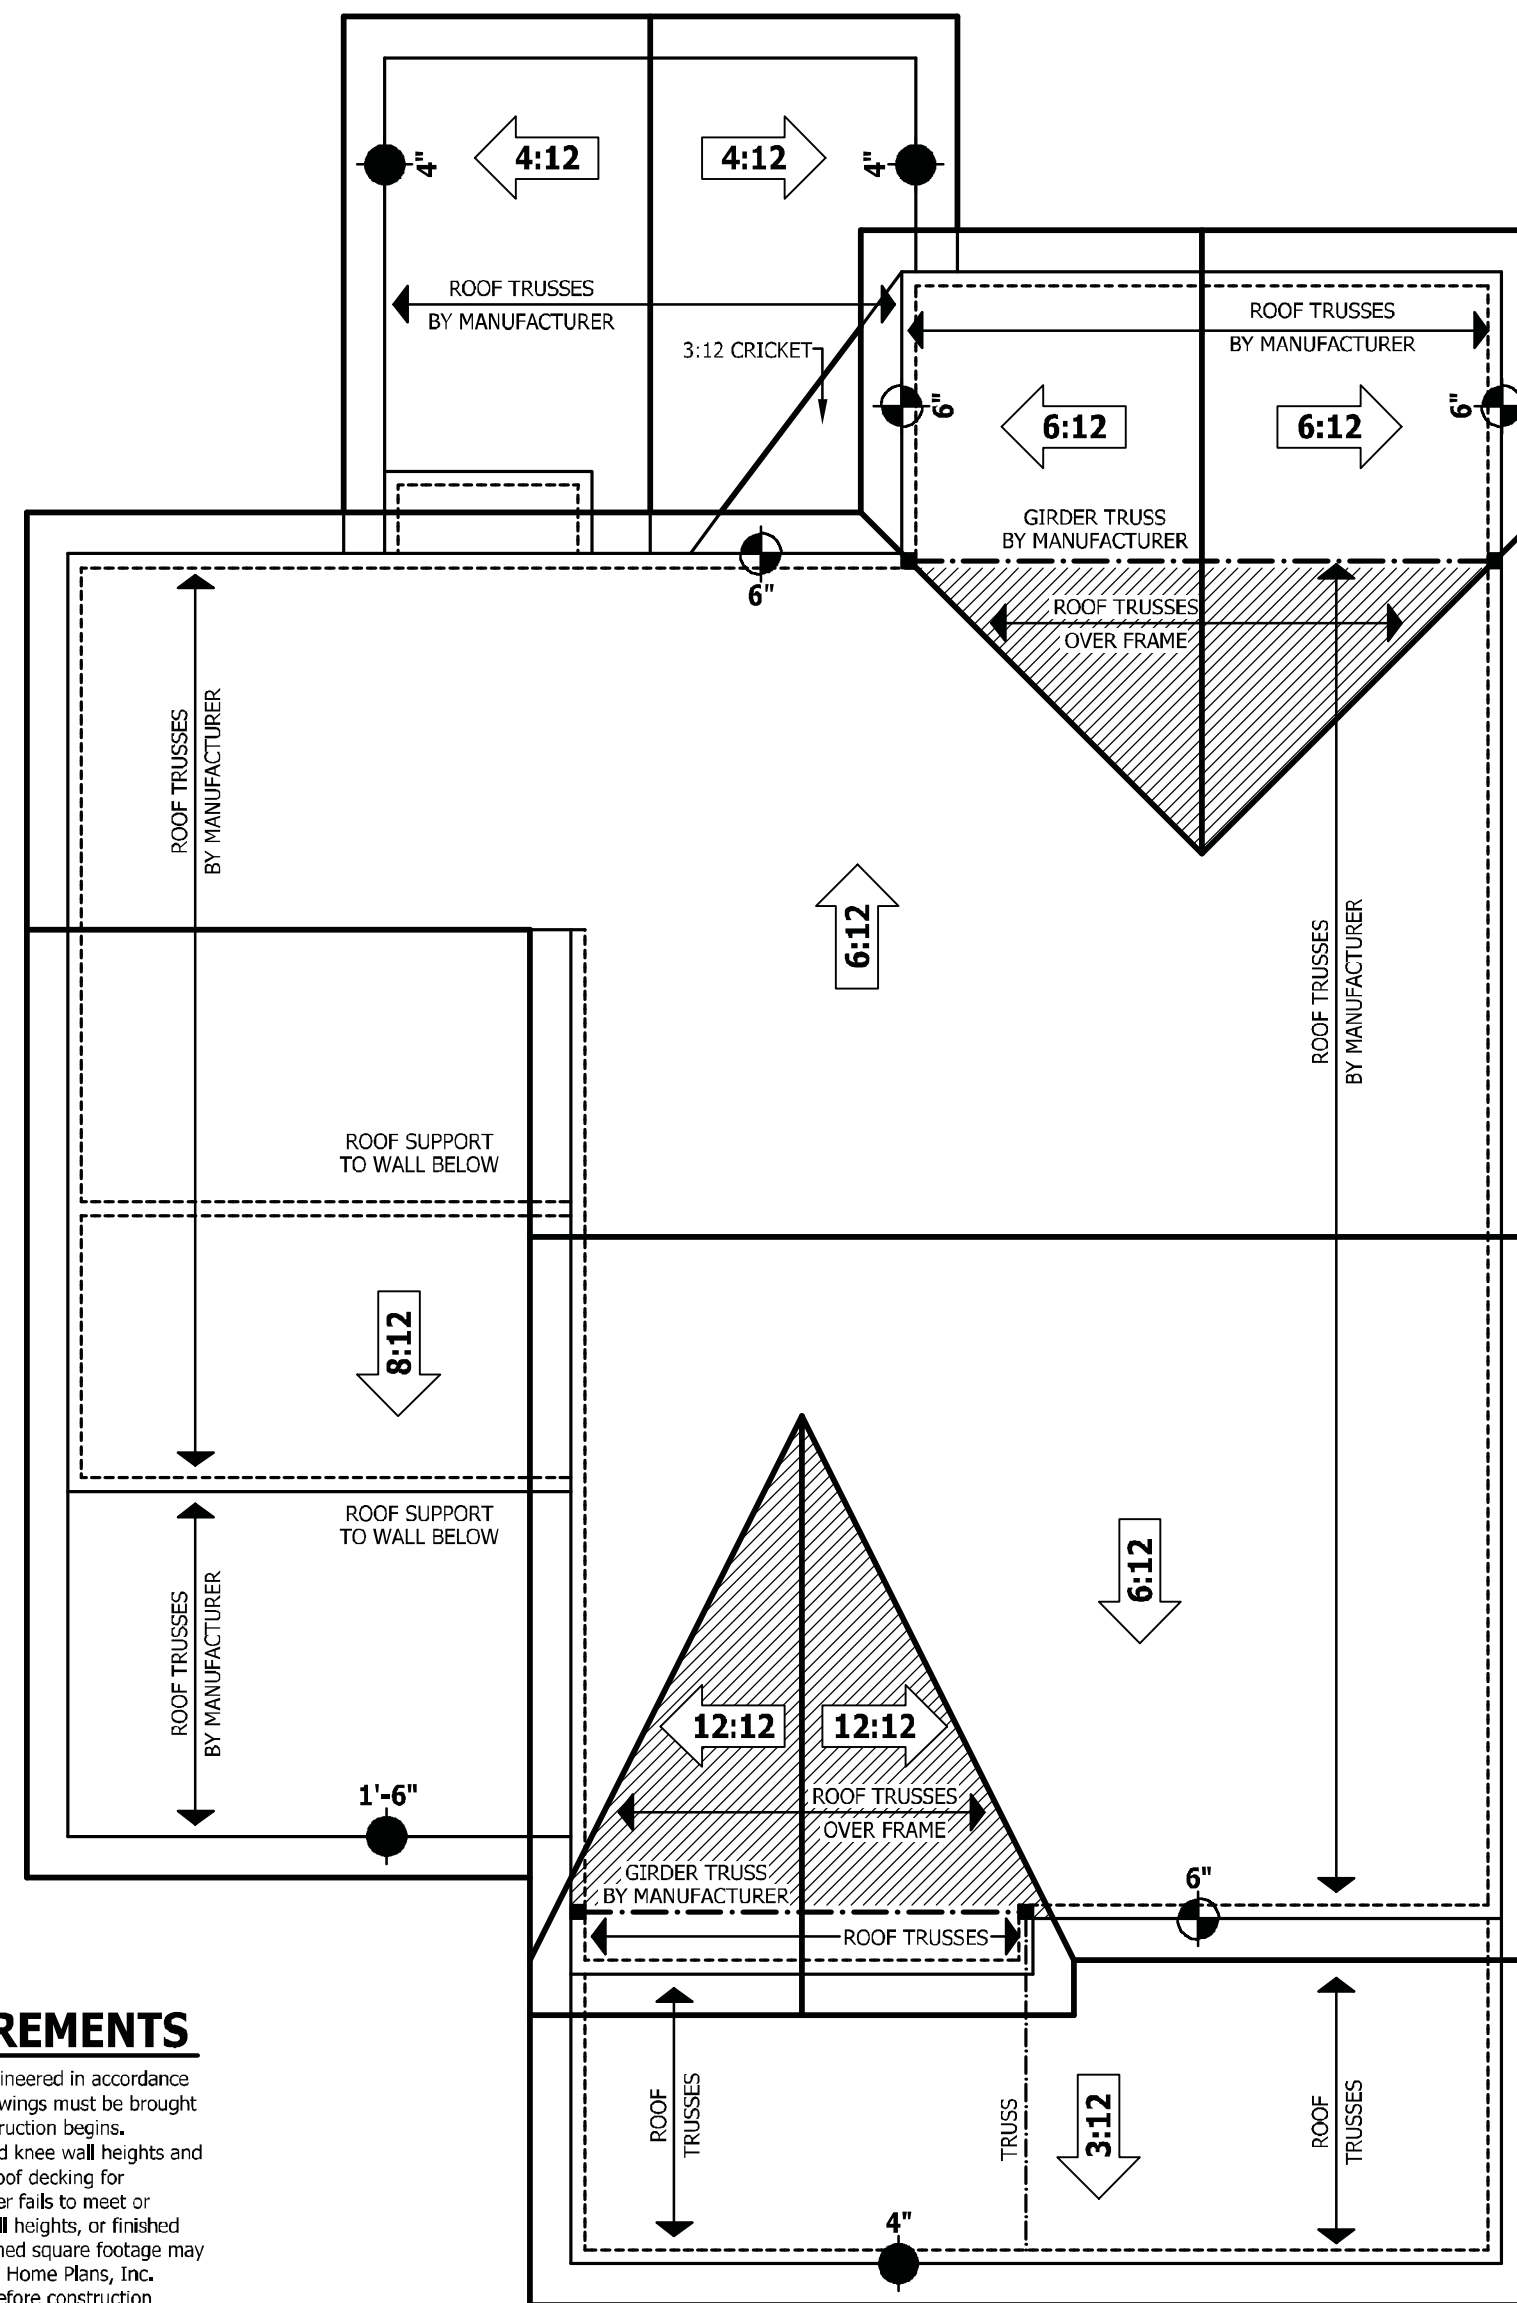 4:12
4:12
4"
4"
ROOF TRUSSES
BY MANUFACTURER
ROOF TRUSSES
BY MANUFACTURER
3:12 CRICKET
6"
6"
6:12
6:12
GIRDER TRUSS
BY MANUFACTURER
6"
ROOF TRUSSES
OVER FRAME
ROOF TRUSSES
BY MANUFACTURER
6:12
ROOF TRUSSES
BY MANUFACTURER
ROOF SUPPORT
TO WALL BELOW
8:12
ROOF SUPPORT
TO WALL BELOW
6:12
ROOF TRUSSES
BY MANUFACTURER
12:12
12:12
1'-6"
ROOF TRUSSES
OVER FRAME
GIRDER TRUSS
BY MANUFACTURER
6"
ROOF TRUSSES
ROOF
TRUSSES
TRUSS
3:12
ROOF
TRUSSES
4"
REMENTS
ineered in accordance
wings must be brought
truction begins.
d knee wall heights and
oof decking for
er fails to meet or
ll heights, or finished
hed square footage may
Home Plans, Inc.
efore construction